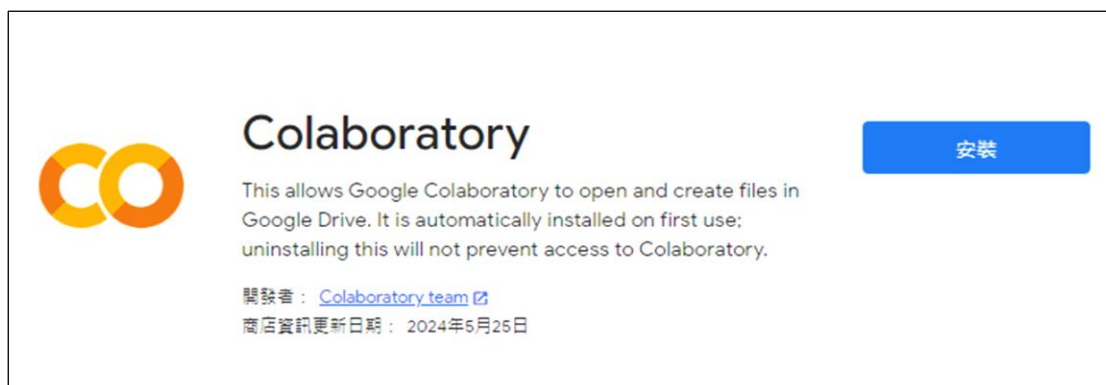 Colaboratory
安裝
This allows Google Colaboratory to open and create files in
Google Drive. It is automatically installed on first use;
uninstalling this will not prevent access to Colaboratory.
開發者： Colaboratory team
商店資訊更新日期： 2024年5月25日